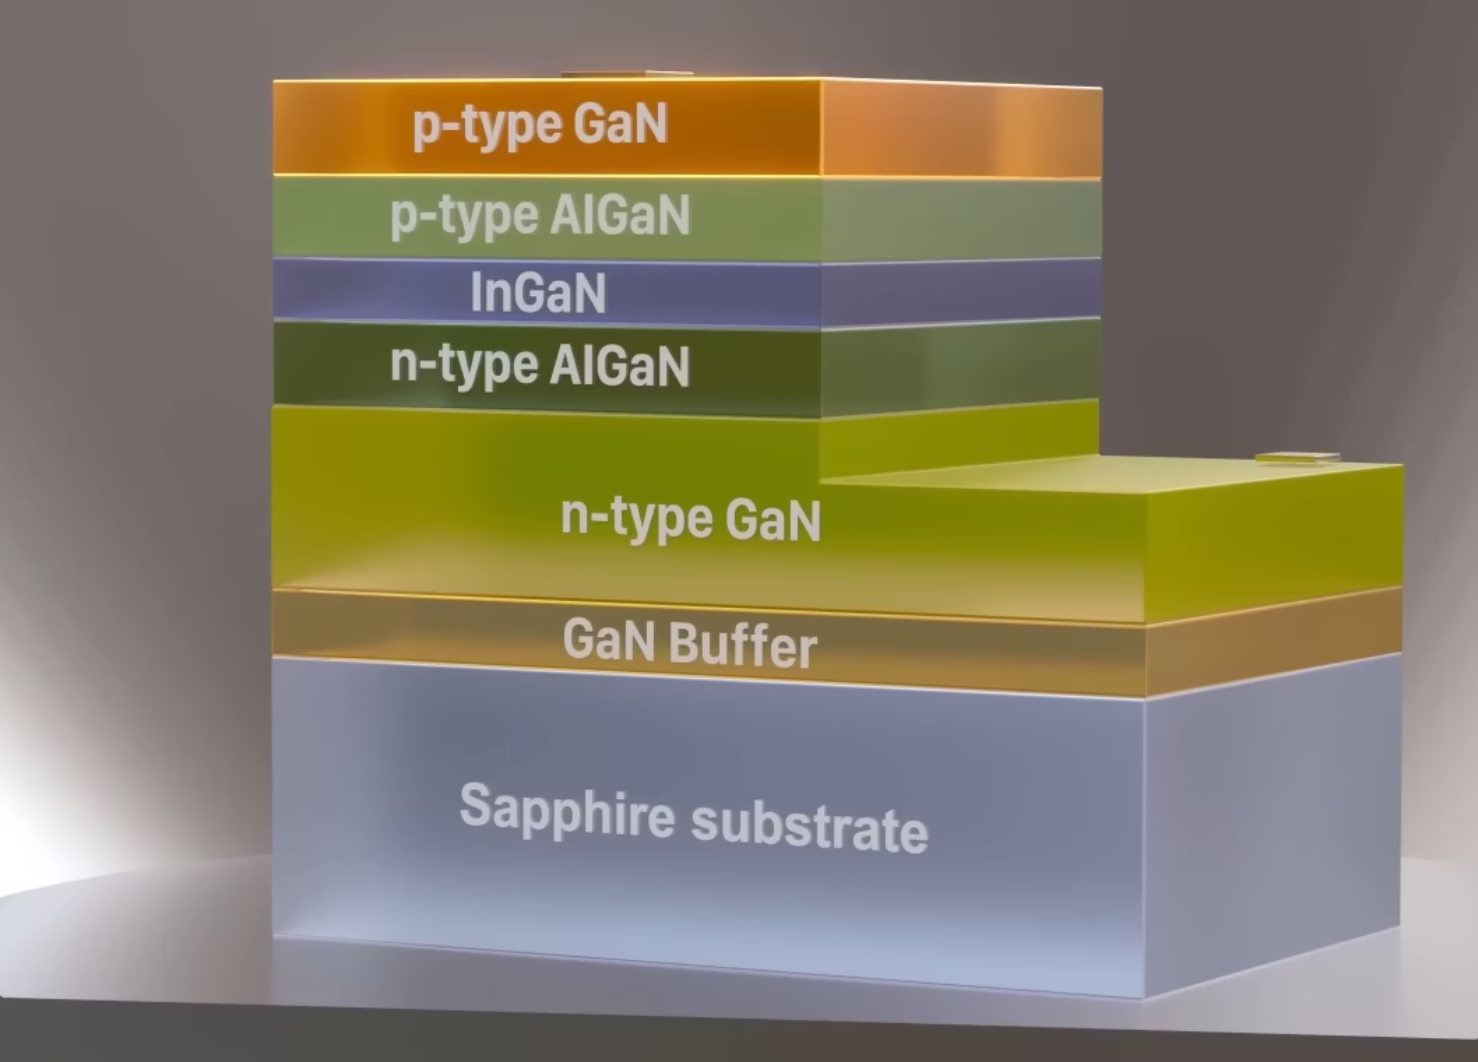 p-type GaN
p-type AlGaN
InGaN
n-type AlGaN
n-type GaN
GaN Buffer
Sapphire substrate